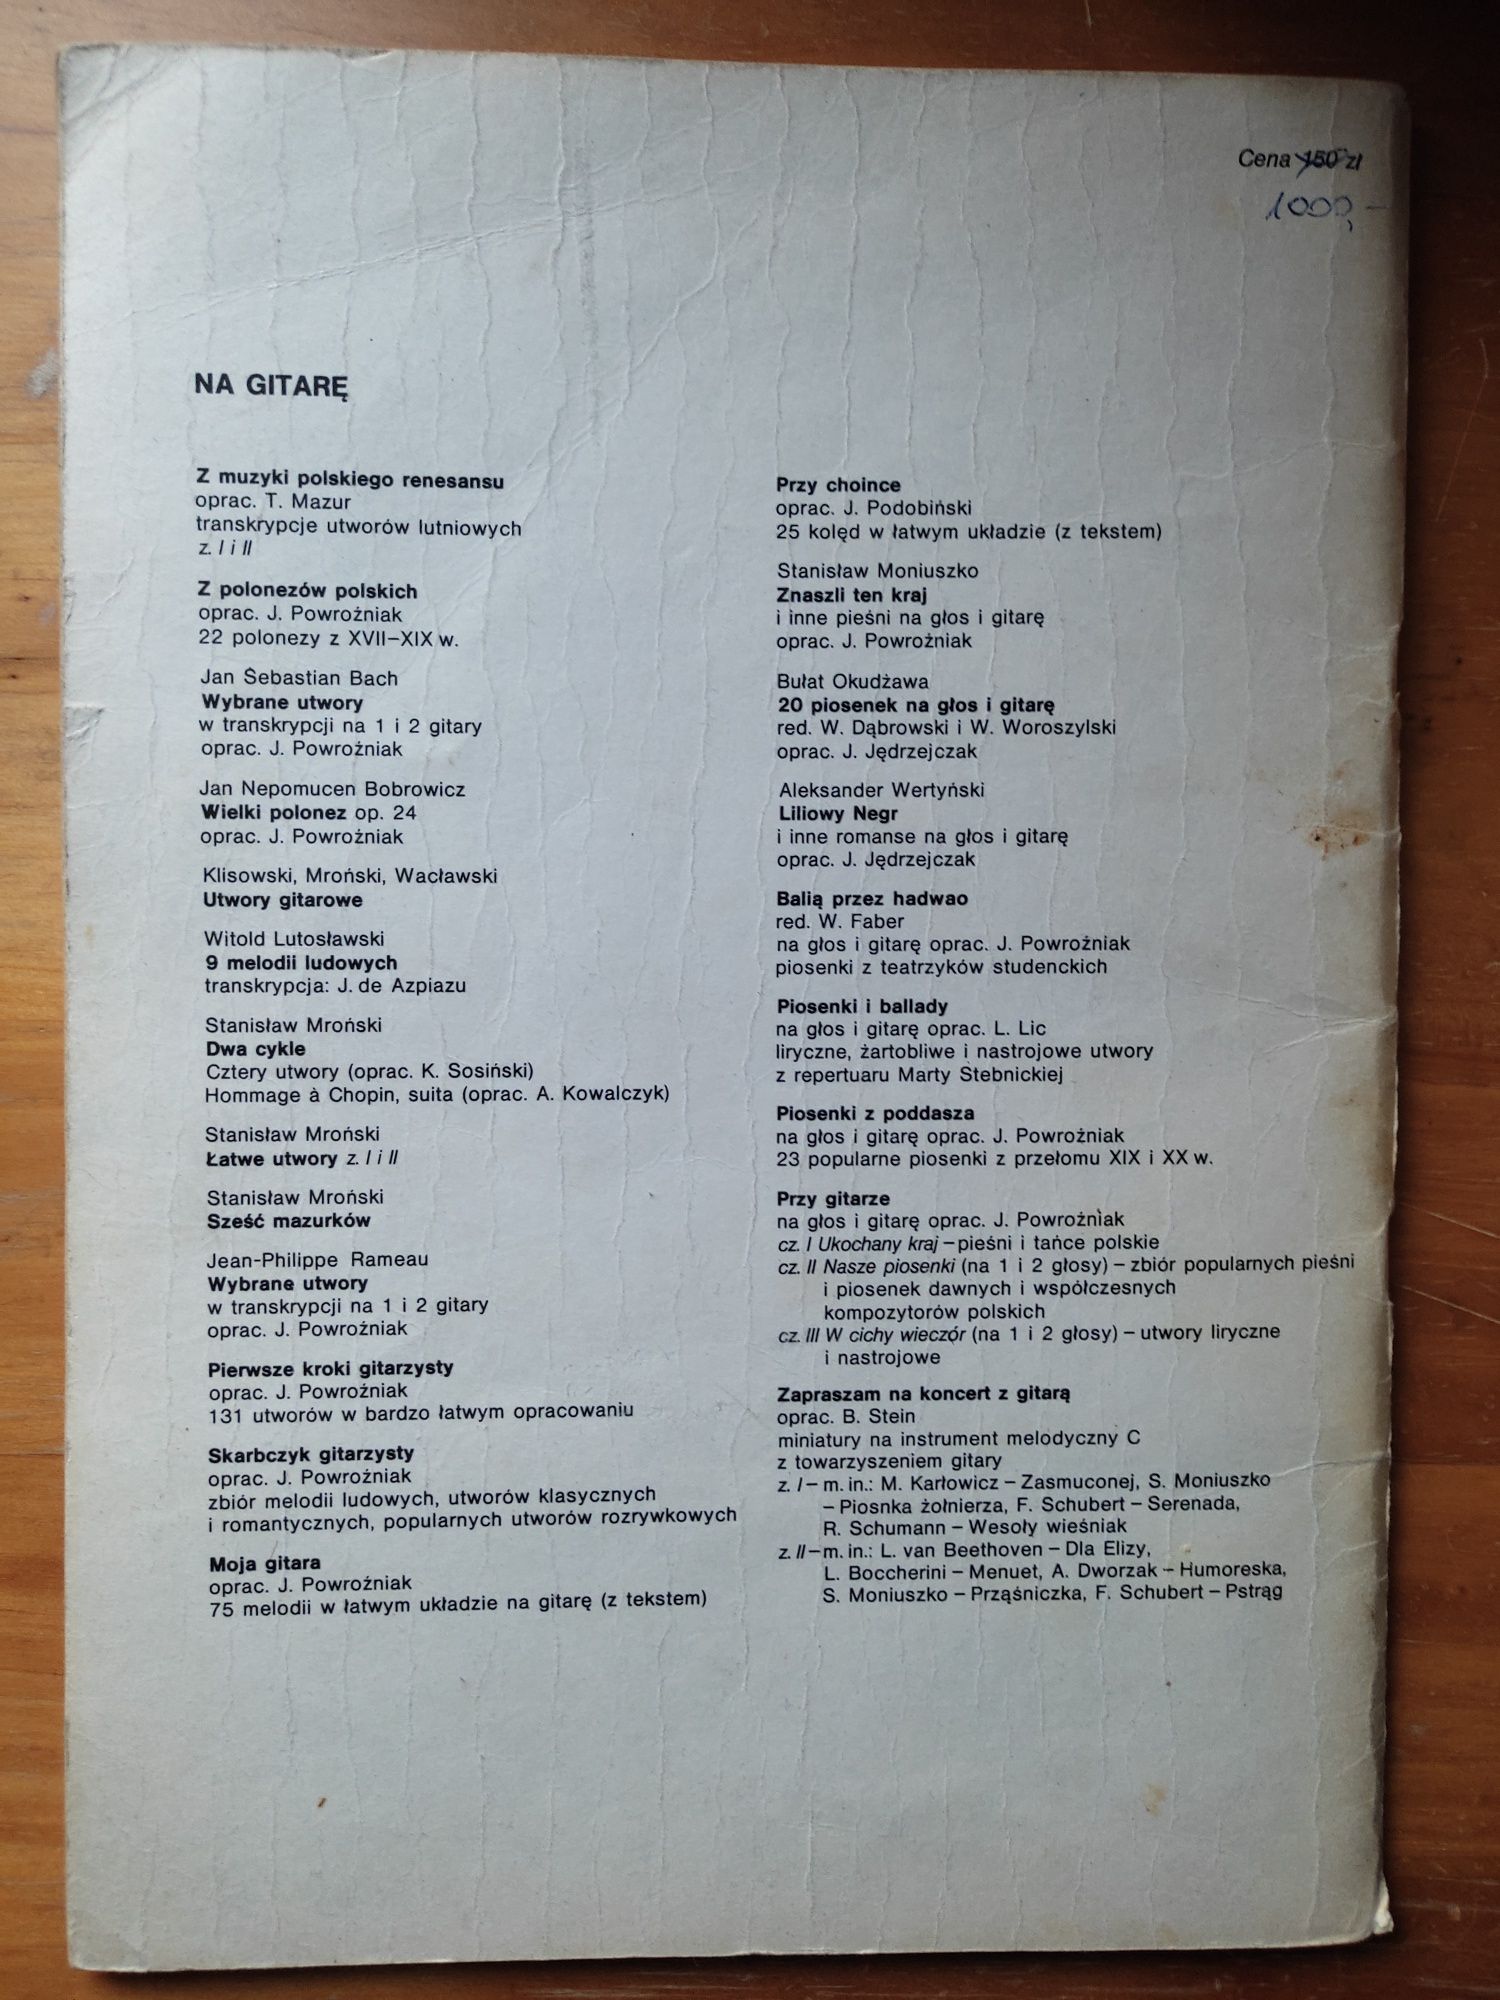 Cena 150 zł
1000,-
NA GITARĘ
Z muzyki polskiego renesansu
oprac. T. Mazur
transkrypcje utworów lutniowych
z. I i II
Z polonezów polskich
oprac. J. Powroźniak
22 polonezy z XVII–XIX w.
Jan Sebastian Bach
Wybrane utwory
w transkrypcji na 1 i 2 gitary
oprac. J. Powroźniak
Jan Nepomucen Bobrowicz
Wielki polonez op. 24
oprac. J. Powroźniak
Klisowski, Mroński, Wacławski
Utwory gitarowe
Witold Lutosławski
9 melodii ludowych
transkrypcja: J. de Azpiazu
Stanisław Mroński
Dwa cykle
Cztery utwory (oprac. K. Sosiński)
Hommage à Chopin, suita (oprac. A. Kowalczyk)
Stanisław Mroński
Łatwe utwory z. I i II
Stanisław Mroński
Sześć mazurków
Jean-Philippe Rameau
Wybrane utwory
w transkrypcji na 1 i 2 gitary
oprac. J. Powroźniak
Pierwsze kroki gitarzysty
oprac. J. Powroźniak
131 utworów w bardzo łatwym opracowaniu
Skarbczyk gitarzysty
oprac. J. Powroźniak
zbiór melodii ludowych, utworów klasycznych
i romantycznych, popularnych utworów rozrywkowych
Moja gitara
oprac. J. Powroźniak
75 melodii w łatwym układzie na gitarę (z tekstem)
Przy choince
oprac. J. Podobiński
25 kolęd w łatwym układzie (z tekstem)
Stanisław Moniuszko
Znaszli ten kraj
i inne pieśni na głos i gitarę
oprac. J. Powroźniak
Bułat Okudżawa
20 piosenek na głos i gitarę
red. W. Dąbrowski i W. Woroszylski
oprac. J. Jędrzejczak
Aleksander Wertyński
Liliowy Negr
i inne romanse na głos i gitarę
oprac. J. Jędrzejczak
Balią przez hadwao
red. W. Faber
na głos i gitarę oprac. J. Powroźniak
piosenki z teatrzyków studenckich
Piosenki i ballady
na głos i gitarę oprac. L. Lic
liryczne, żartobliwe i nastrojowe utwory
z repertuaru Marty Stebnickiej
Piosenki z poddasza
na głos i gitarę oprac. J. Powroźniak
23 popularne piosenki z przełomu XIX i XX w.
Przy gitarze
na głos i gitarę oprac. J. Powroźniak
cz. I Ukochany kraj – pieśni i tańce polskie
cz. II Nasze piosenki (na 1 i 2 głosy) – zbiór popularnych pieśni
i piosenek dawnych i współczesnych
kompozytorów polskich
cz. III W cichy wieczór (na 1 i 2 głosy) – utwory liryczne
i nastrojowe
Zapraszam na koncert z gitarą
oprac. B. Stein
miniatury na instrument melodyczny C
z towarzyszeniem gitary
z. I – m. in.: M. Karłowicz – Zasmuconej, S. Moniuszko
– Piosnka żołnierza, F. Schubert – Serenada,
R. Schumann – Wesoły wieśniak
z. II – m. in.: L. van Beethoven – Dla Elizy,
L. Boccherini – Menuet, A. Dworzak – Humoreska,
S. Moniuszko – Prząśniczka, F. Schubert – Pstrąg